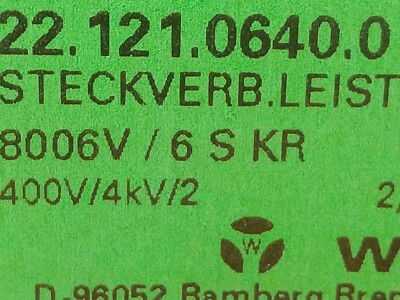 22.121.0640.0
STECKVERB.LEIST
8006V / 6 S KR
400V/4kV/2 2,
W W
D-96052 Bamberg Bren